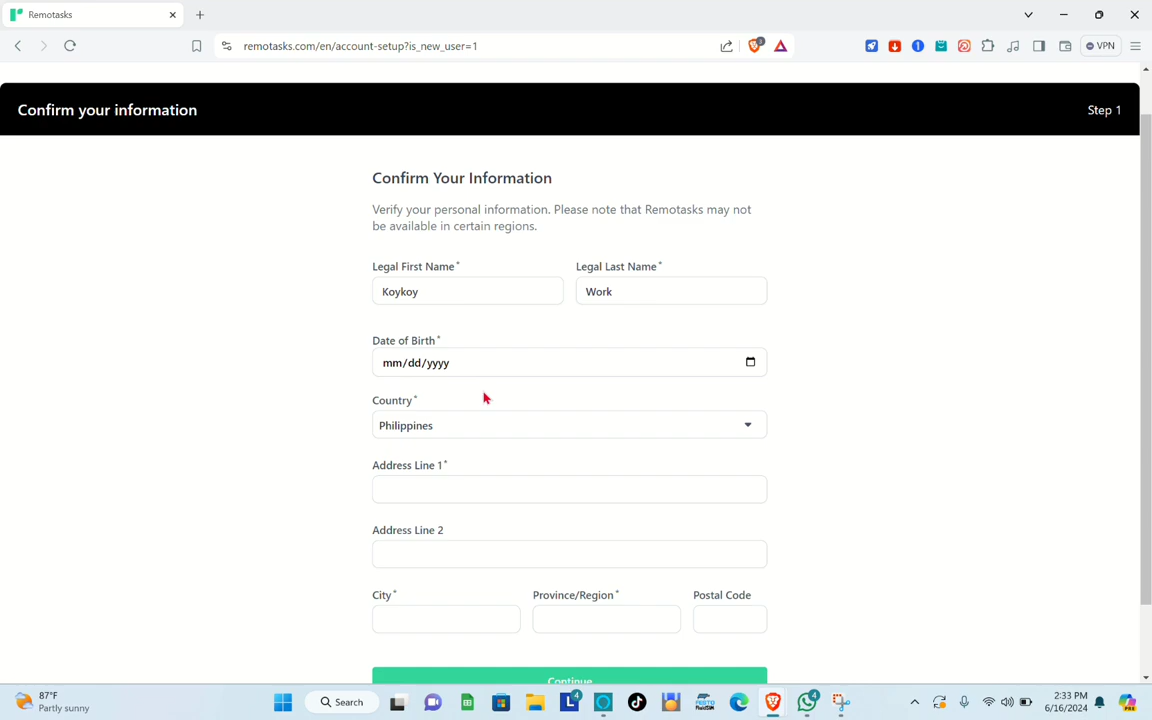 Remotasks
remotasks.com/en/account-setup?is_new_user=1
3
VPN
Confirm your information
Step 1
Confirm Your Information
Verify your personal information. Please note that Remotasks may not
be available in certain regions.
Legal First Name*
Legal Last Name*
Koykoy
Work
Date of Birth*
mm/dd/yyyy
Country*
Philippines
Address Line 1*
Address Line 2
City*
Province/Region*
Postal Code
Continue
87°F
Partly sunny
Search
4
4
2:33 PM
6/16/2024